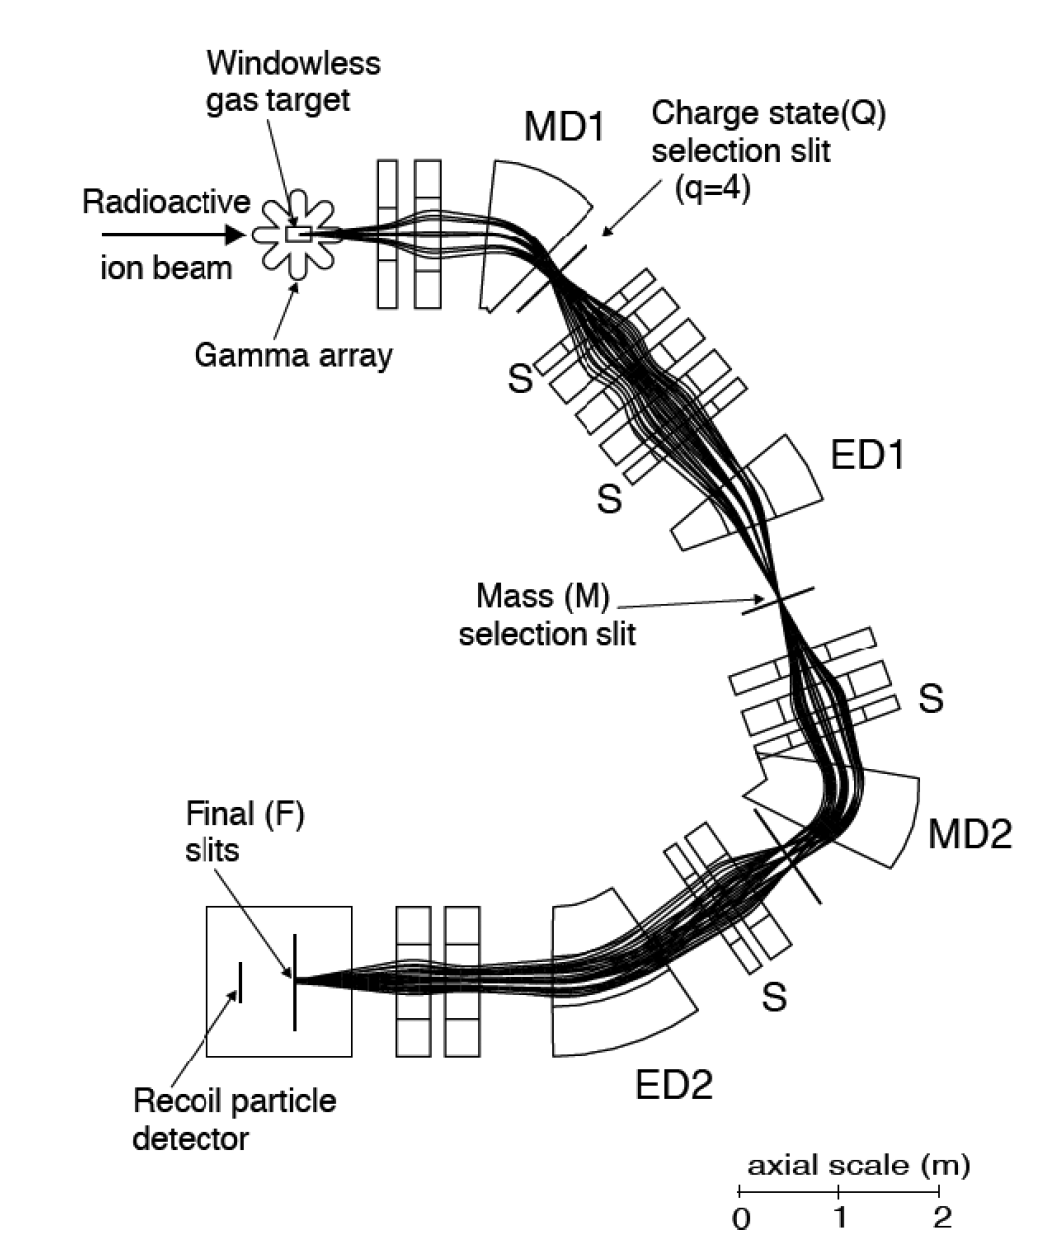 Windowless
gas target
MD1
Charge state(Q)
selection slit
(q=4)
Radioactive
ion beam
Gamma array
S
S
ED1
Mass (M)
selection slit
S
Final (F)
slits
MD2
S
ED2
Recoil particle
detector
axial scale (m)
0 1 2